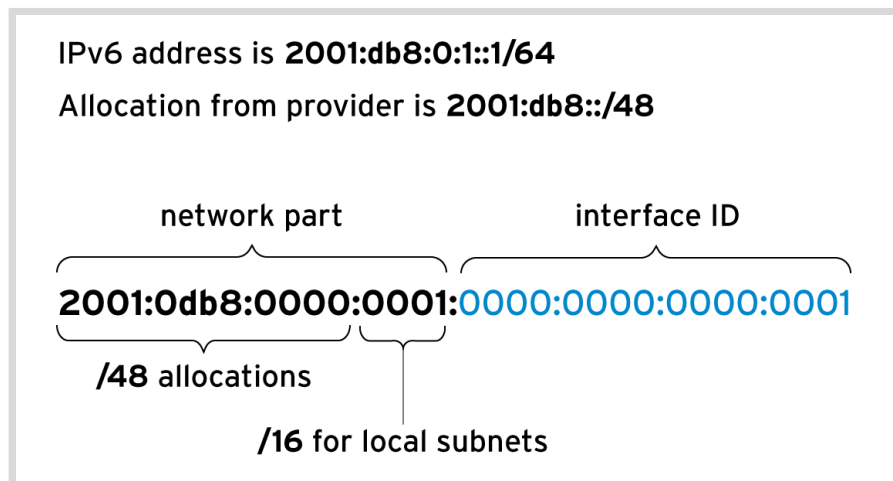 IPv6 address is 2001:db8:0:1::1/64
Allocation from provider is 2001:db8::/48
network part interface ID
2001:0db8:0000:0001:0000:0000:0000:0001
/48 allocations
/16 for local subnets